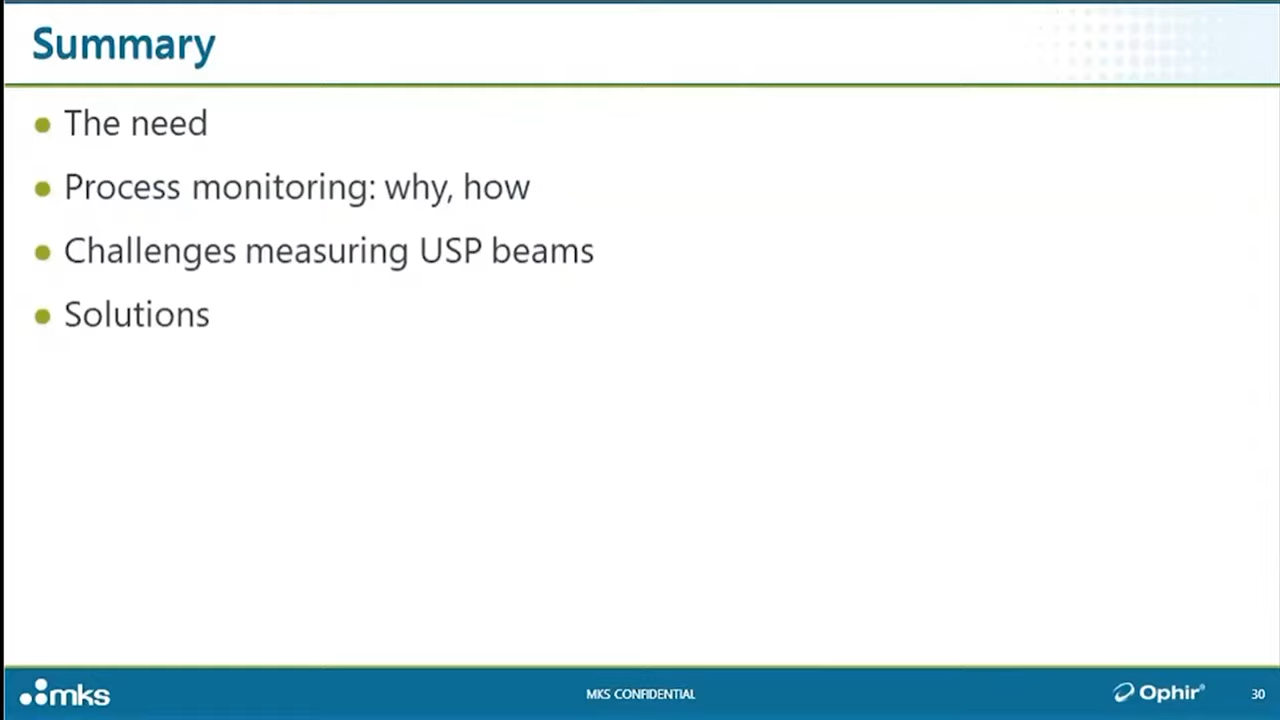 Summary
The need
Process monitoring: why, how
Challenges measuring USP beams
Solutions
mks
MKS CONFIDENTIAL
Ophir®
30